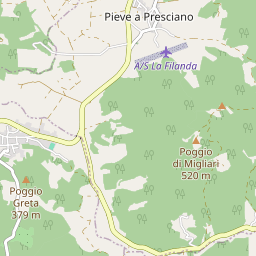 Pieve a Presciano
A/S La Filanda
Poggio
di Migliari
520 m
Poggio
Greta
379 m